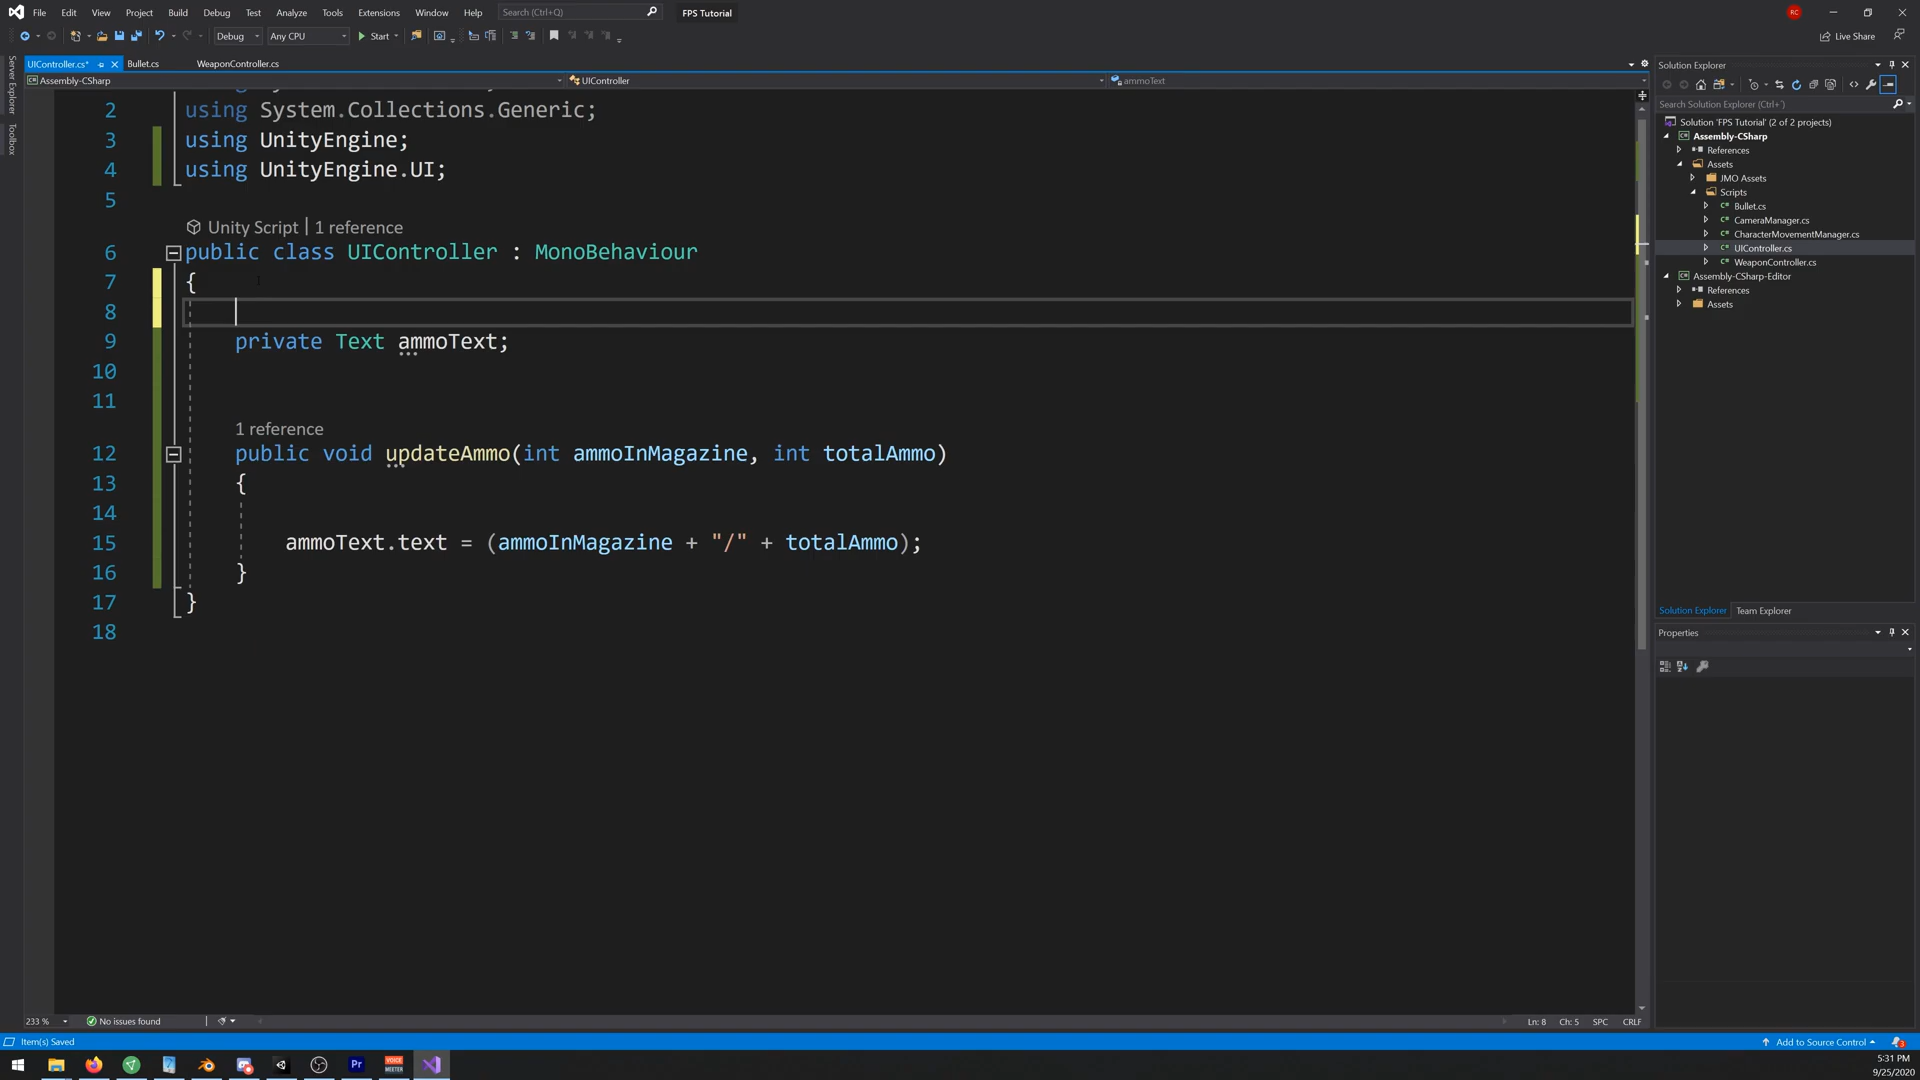 File Edit View Project Build Debug Test Analyze Tools Extensions Window Help Search (Ctrl+Q) FPS Tutorial RC
Debug Any CPU Start Live Share
UIController.cs* Bullet.cs WeaponController.cs
Assembly-CSharp UIController ammoText
Server Explorer
Toolbox
2 using System.Collections.Generic;
3 using UnityEngine;
4 using UnityEngine.UI;
5
Unity Script | 1 reference
6 public class UIController : MonoBehaviour
7 {
8
9 private Text ammoText;
10
11
1 reference
12 public void updateAmmo(int ammoInMagazine, int totalAmmo)
13 {
14
15 ammoText.text = (ammoInMagazine + "/" + totalAmmo);
16 }
17 }
18
233 % No issues found Ln: 8 Ch: 5 SPC CRLF
Solution Explorer
Search Solution Explorer (Ctrl+')
Solution 'FPS Tutorial' (2 of 2 projects)
Assembly-CSharp
References
Assets
JMO Assets
Scripts
C# Bullet.cs
C# CameraManager.cs
C# CharacterMovementManager.cs
C# UIController.cs
C# WeaponController.cs
Assembly-CSharp-Editor
References
Assets
Solution Explorer Team Explorer
Properties
Item(s) Saved Add to Source Control
Pr VOICE MEETER
5:31 PM
9/25/2020